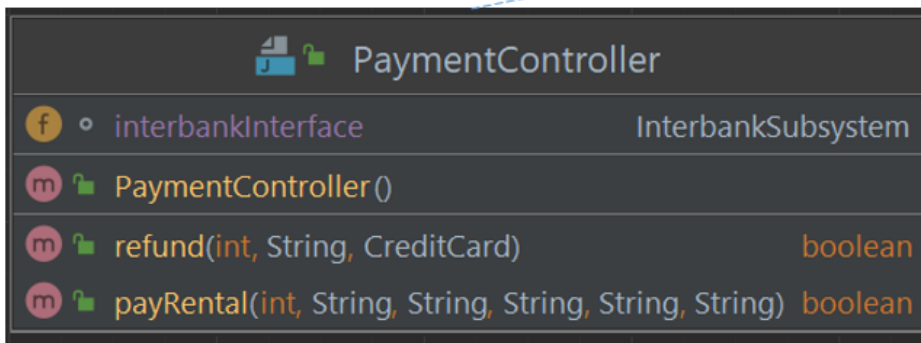 J PaymentController
f interbankInterface InterbankSubsystem
m PaymentController()
m refund(int, String, CreditCard) boolean
m payRental(int, String, String, String, String, String) boolean